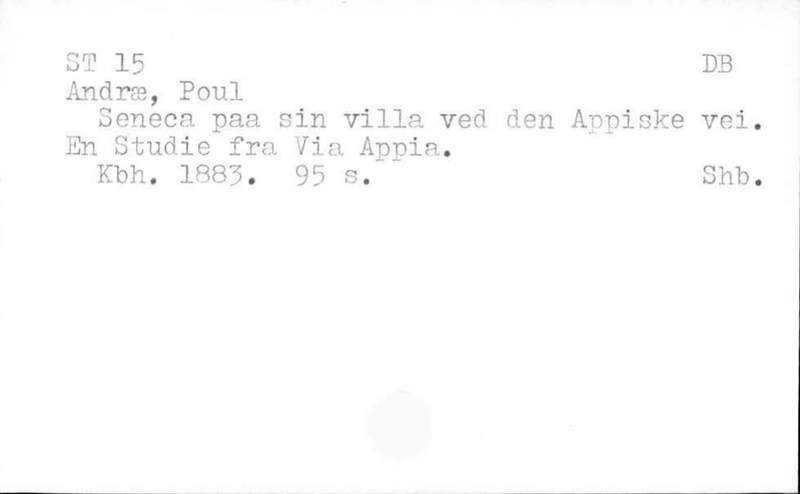 ST 15 DB
Andræ, Poul
Seneca paa sin villa ved den Appiske vei.
En Studie fra Via Appia.
Kbh. 1883. 95 s. Shb.